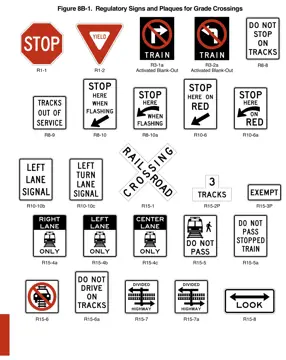 Figure 8B-1. Regulatory Signs and Plaques for Grade Crossings
STOP
R1-1
YIELD
R1-2
TRAIN
R3-1a
Activated Blank-Out
TRAIN
R3-2a
Activated Blank-Out
DO NOT
STOP
ON
TRACKS
R8-8
TRACKS
OUT OF
SERVICE
R8-9
STOP
HERE
WHEN
FLASHING
R8-10
STOP
HERE
WHEN
FLASHING
R8-10a
STOP
HERE ON
RED
R10-6
STOP
HERE
ON
RED
R10-6a
LEFT
LANE
SIGNAL
R10-10b
LEFT
TURN
LANE
SIGNAL
R10-10c
RAILROAD
CROSSING
R15-1
3
TRACKS
R15-2P
EXEMPT
R15-3P
RIGHT
LANE
ONLY
R15-4a
LEFT
LANE
ONLY
R15-4b
CENTER
LANE
ONLY
R15-4c
DO NOT
PASS
R15-5
DO NOT
PASS
STOPPED
TRAIN
R15-5a
R15-6
DO NOT
DRIVE
ON
TRACKS
R15-6a
DIVIDED
HIGHWAY
R15-7
DIVIDED
HIGHWAY
R15-7a
LOOK
R15-8